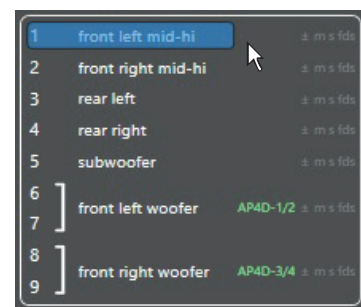 1 front left mid-hi ± m s fds
2 front right mid-hi ± m s fds
3 rear left ± m s fds
4 rear right ± m s fds
5 subwoofer ± m s fds
6
7 front left woofer AP4D-1/2 ± m s fds
8
9 front right woofer AP4D-3/4 ± m s fds